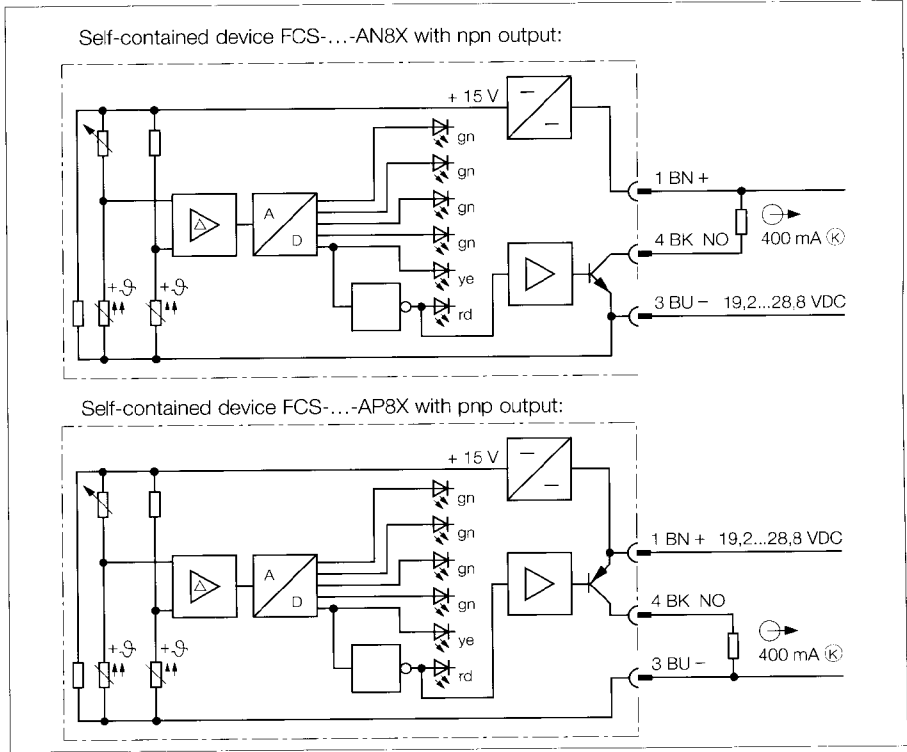 Self-contained device FCS-...-AN8X with npn output:
+ 15 V
gn
gn
gn
gn
ye
rd
A
D
+ϑ
+ϑ
1 BN +
4 BK NO
400 mA Ⓚ
3 BU − 19,2...28,8 VDC
Self-contained device FCS-...-AP8X with pnp output:
+ 15 V
gn
gn
gn
gn
ye
rd
A
D
+ϑ
+ϑ
1 BN + 19,2...28,8 VDC
4 BK NO
400 mA Ⓚ
3 BU −